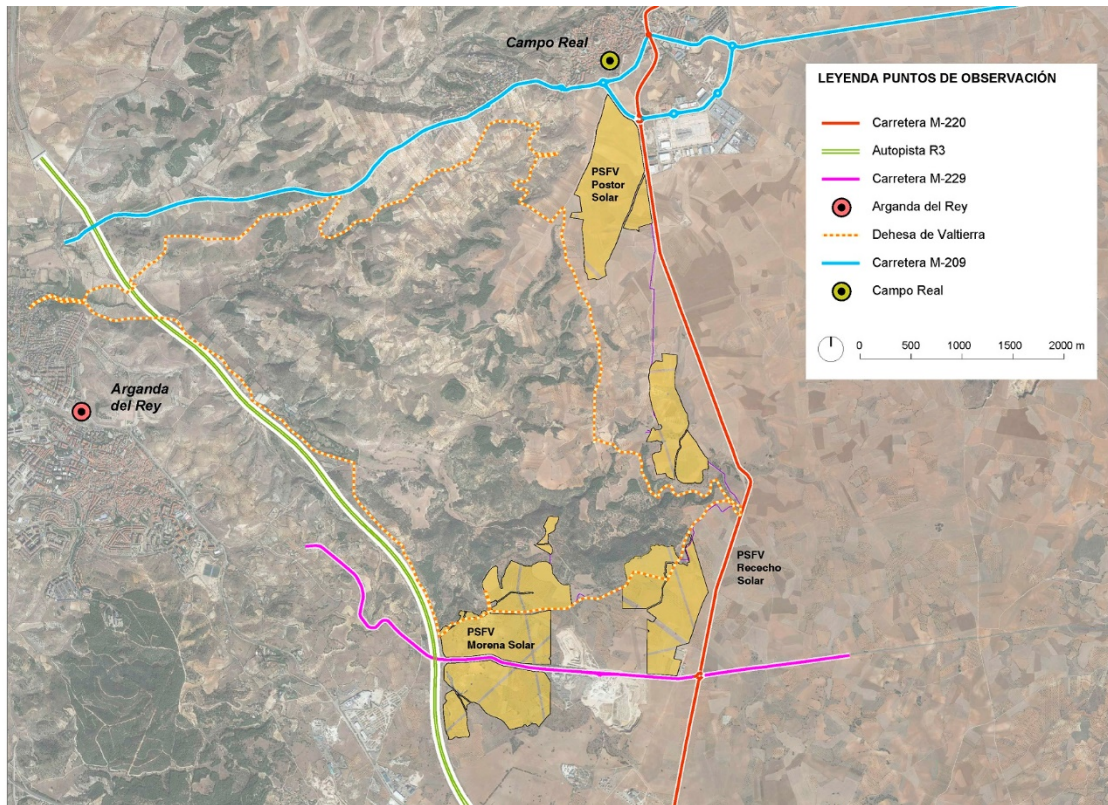 Campo Real
LEYENDA PUNTOS DE OBSERVACIÓN
Carretera M-220
Autopista R3
Carretera M-229
Arganda del Rey
Dehesa de Valtierra
Carretera M-209
Campo Real
0 500 1000 1500 2000 m
PSFV
Postor
Solar
Arganda
del Rey
PSFV
Rececho
Solar
PSFV
Morena Solar